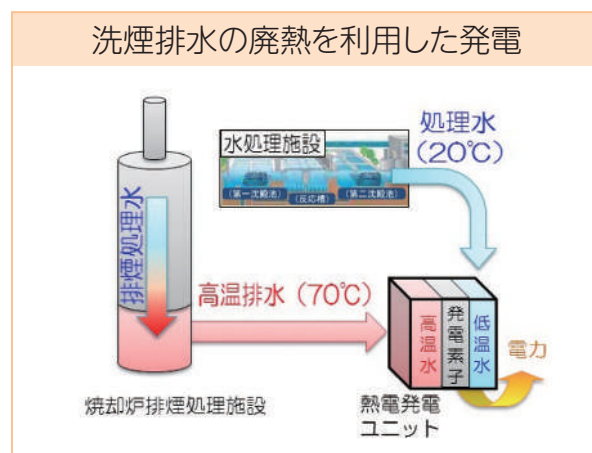 洗煙排水の廃熱を利用した発電
水処理施設
(第一沈殿池)
(反応槽)
(第二沈殿池)
処理水
(20℃)
排煙処理水
高温排水(70℃)
高温水
発電素子
低温水
電力
焼却炉排煙処理施設
熱電発電
ユニット